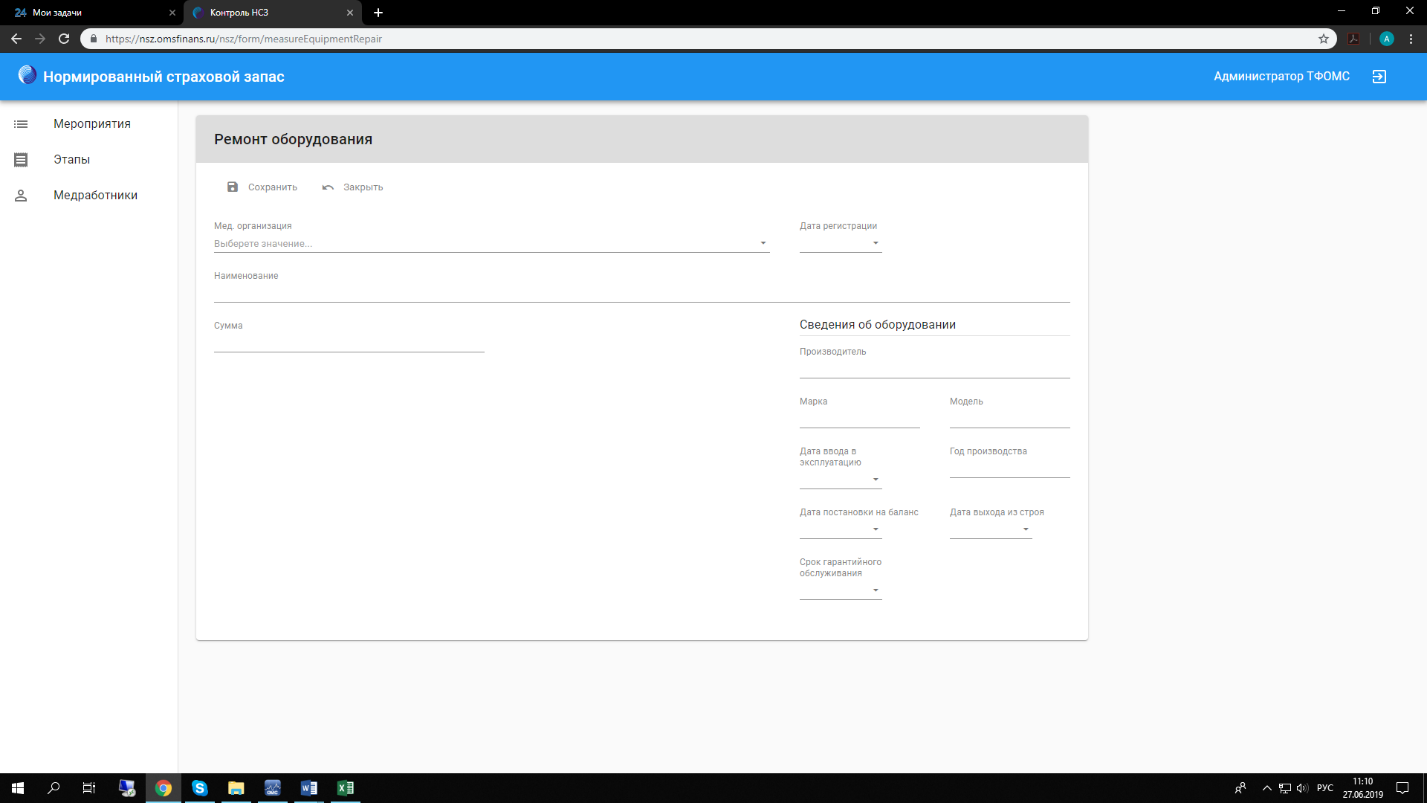 24 Мои задачи
Контроль НСЗ
https://nsz.omsfinans.ru/nsz/form/measureEquipmentRepair
A
Нормированный страховой запас
Администратор ТФОМС
Мероприятия
Этапы
Медработники
Ремонт оборудования
Сохранить
Закрыть
Мед. организация
Выберете значение...
Дата регистрации
Наименование
Сумма
Сведения об оборудовании
Производитель
Марка
Модель
Дата ввода в
эксплуатацию
Год производства
Дата постановки на баланс
Дата выхода из строя
Срок гарантийного
обслуживания
РУС
11:10
27.06.2019